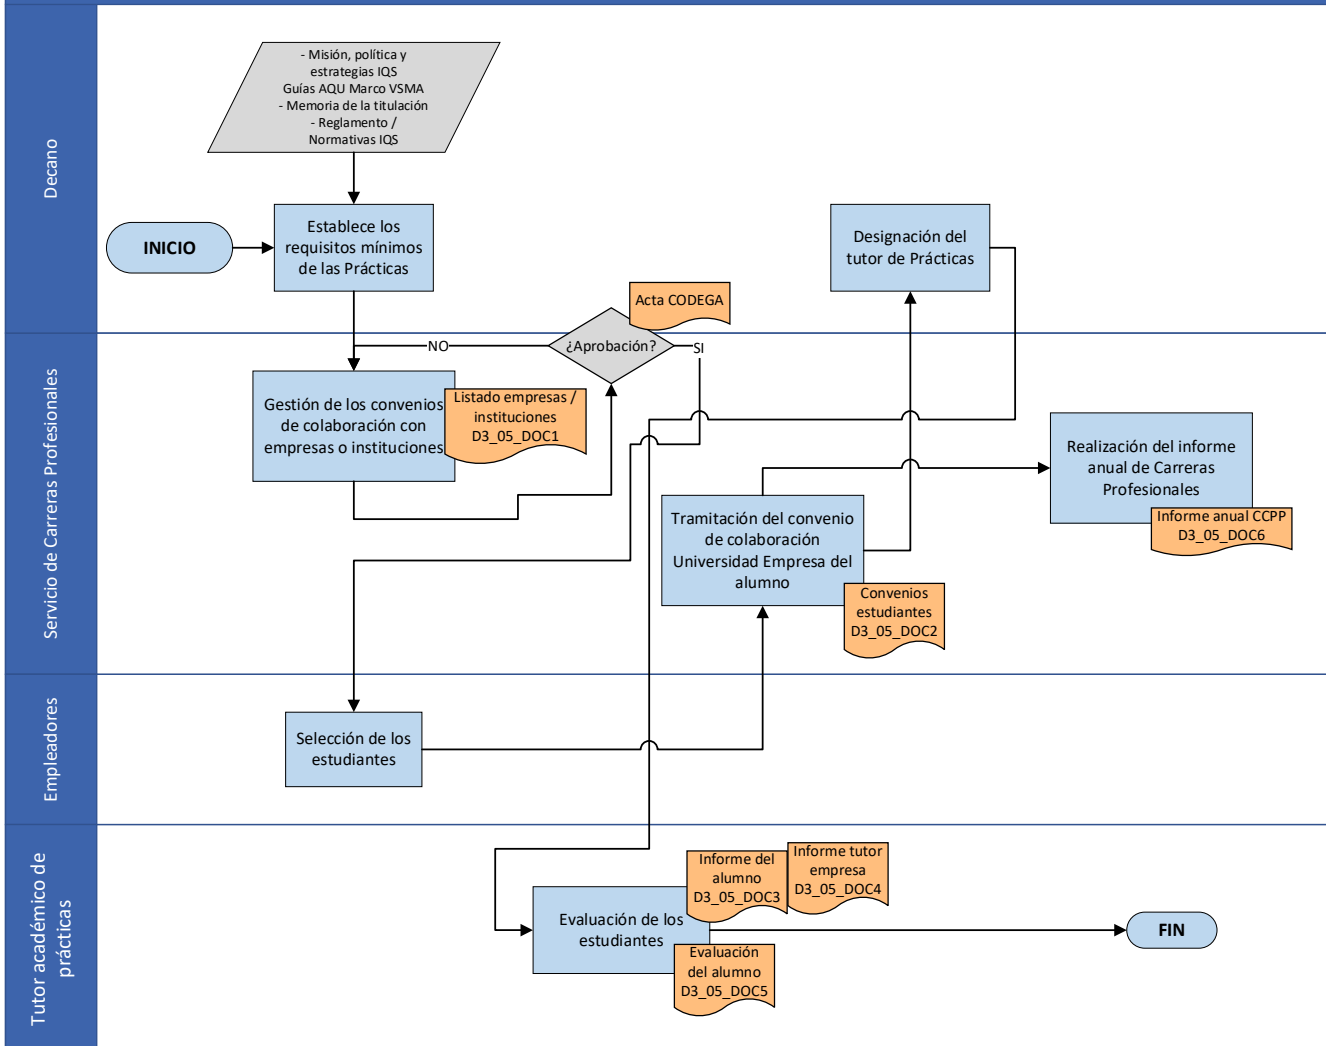 Decano
- Misión, política y
estrategias IQS
Guías AQU Marco VSMA
- Memoria de la titulación
- Reglamento /
Normativas IQS
INICIO
Establece los
requisitos mínimos
de las Prácticas
Designación del
tutor de Prácticas
Acta CODEGA
Servicio de Carreras Profesionales
¿Aprobación?
NO
SI
Gestión de los convenios
de colaboración con
empresas o instituciones
Listado empresas /
instituciones
D3_05_DOC1
Realización del informe
anual de Carreras
Profesionales
Informe anual CCPP
D3_05_DOC6
Tramitación del convenio
de colaboración
Universidad Empresa del
alumno
Convenios
estudiantes
D3_05_DOC2
Empleadores
Selección de los
estudiantes
Tutor académico de
prácticas
Informe del
alumno
D3_05_DOC3
Informe tutor
empresa
D3_05_DOC4
Evaluación de los
estudiantes
Evaluación
del alumno
D3_05_DOC5
FIN